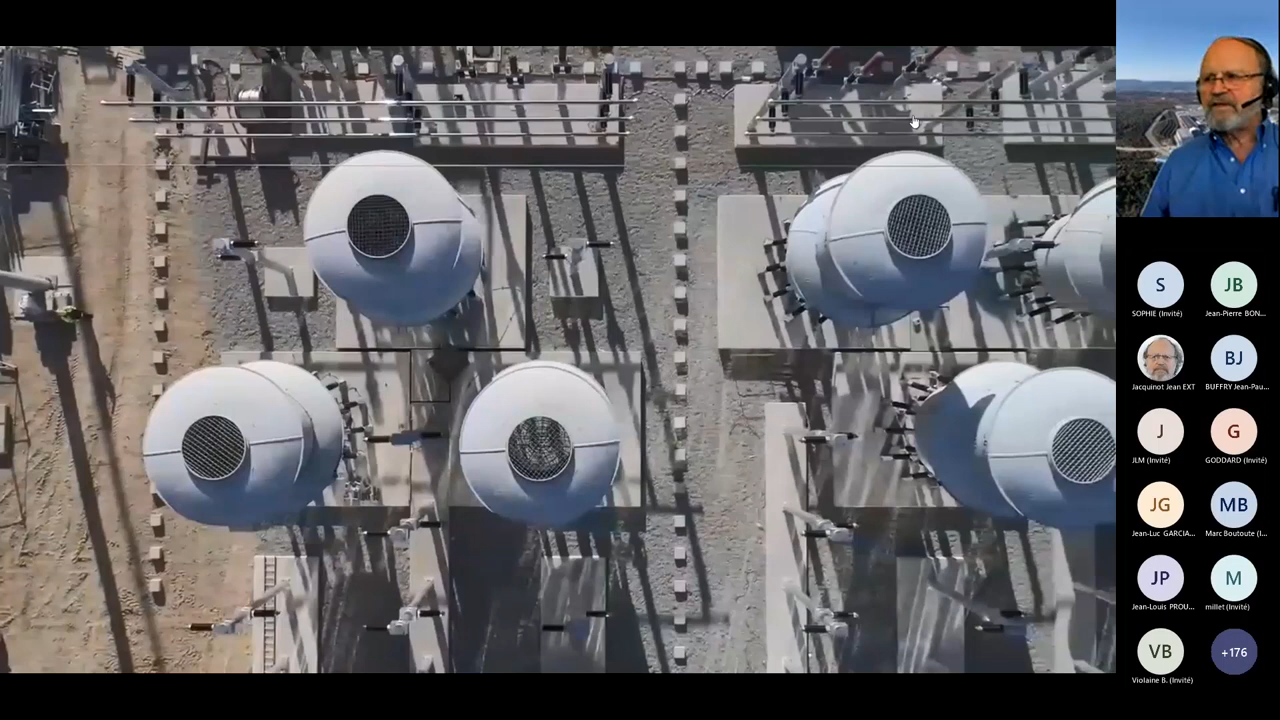 S
JB
SOPHIE (Invité)
Jean-Pierre BON...
BJ
Jacquinot Jean EXT
BUFFRY Jean-Pau...
J
G
JLM (Invité)
GODDARD (Invité)
JG
MB
Jean-Luc GARCIA...
Marc Boutoute (I...
JP
M
Jean-Louis PROU...
millet (Invité)
VB
+176
Violaine B. (Invité)